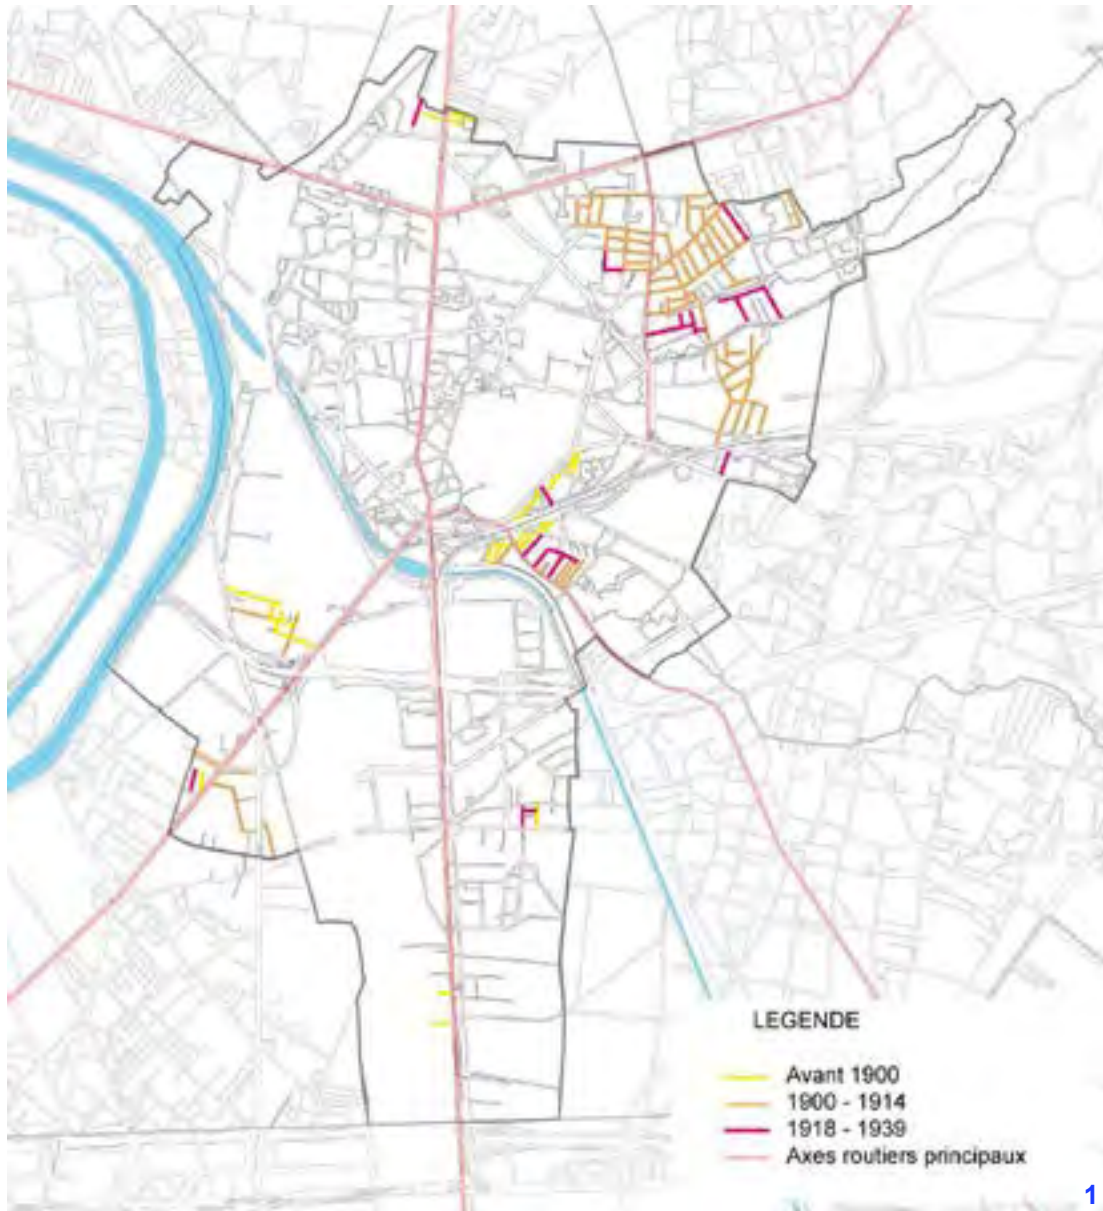 LEGENDE
Avant 1900
1900 - 1914
1918 - 1939
Axes routiers principaux
1